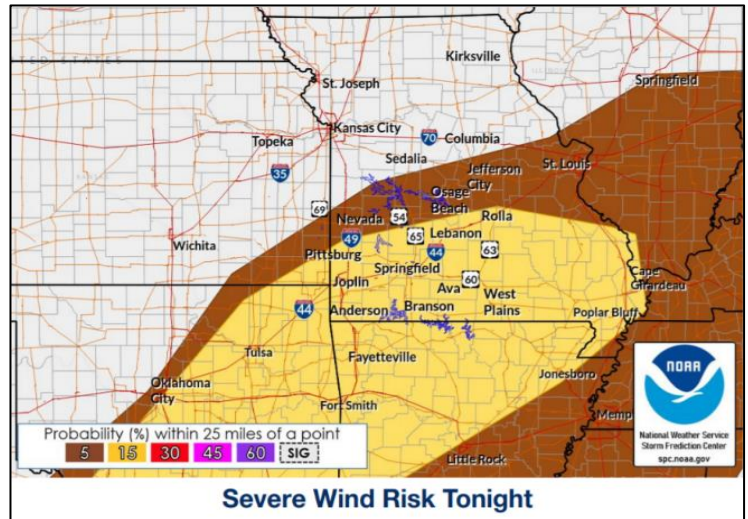 UNITED STATES
Kirksville
St. Joseph
Springfield
Kansas City
70
Columbia
Topeka
Sedalia
Jefferson
City
St. Louis
35
Osage
Beach
69
Nevada
54
Rolla
49
65
Lebanon
Wichita
44
63
Pittsburg
Springfield
Cape
Girardeau
Joplin
60
Ava
West
Plains
44
Anderson
Branson
Poplar Bluff
Tulsa
Fayetteville
Jonesboro
Oklahoma
City
Fort Smith
Memp
Little Rock
NOAA
National Weather Service
Storm Prediction Center
spc.noaa.gov
Probability (%) within 25 miles of a point
5 15 30 45 60 SIG
Severe Wind Risk Tonight